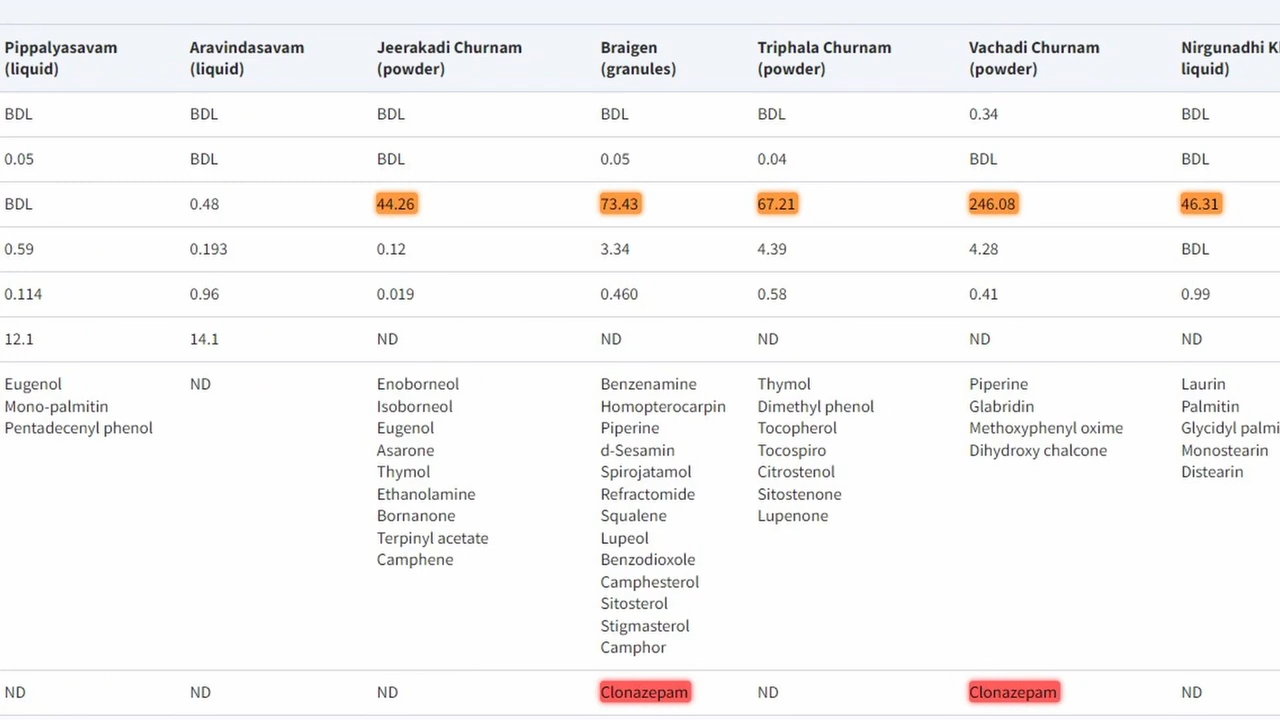 Pippalyasavam (liquid) Aravindasavam (liquid) Jeerakadi Churnam (powder) Braigen (granules) Triphala Churnam (powder) Vachadi Churnam (powder) Nirgunadhi liquid)
BDL BDL BDL BDL BDL 0.34 BDL
0.05 BDL BDL 0.05 0.04 BDL BDL
BDL 0.48 44.26 73.43 67.21 246.08 46.31
0.59 0.193 0.12 3.34 4.39 4.28 BDL
0.114 0.96 0.019 0.460 0.58 0.41 0.99
12.1 14.1 ND ND ND ND ND
Eugenol
Mono-palmitin
Pentadecenyl phenol
ND
Enoborneol
Isoborneol
Eugenol
Asarone
Thymol
Ethanolamine
Bornanone
Terpinyl acetate
Camphene
Benzenamine
Homopterocarpin
Piperine
d-Sesamin
Spirojatamol
Refractomide
Squalene
Lupeol
Benzodioxole
Camphesterol
Sitosterol
Stigmasterol
Camphor
Thymol
Dimethyl phenol
Tocopherol
Tocospiro
Citrostenol
Sitostenone
Lupenone
Piperine
Glabridin
Methoxyphenyl oxime
Dihydroxy chalcone
Laurin
Palmitin
Glycidyl palmi
Monostearin
Distearin
ND ND ND Clonazepam ND Clonazepam ND